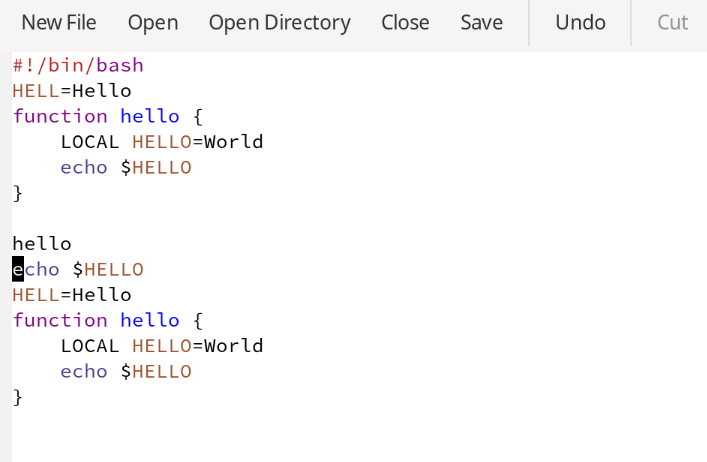 New File Open Open Directory Close Save Undo Cut
#!/bin/bash
HELL=Hello
function hello {
    LOCAL HELLO=World
    echo $HELLO
}
hello
echo $HELLO
HELL=Hello
function hello {
    LOCAL HELLO=World
    echo $HELLO
}